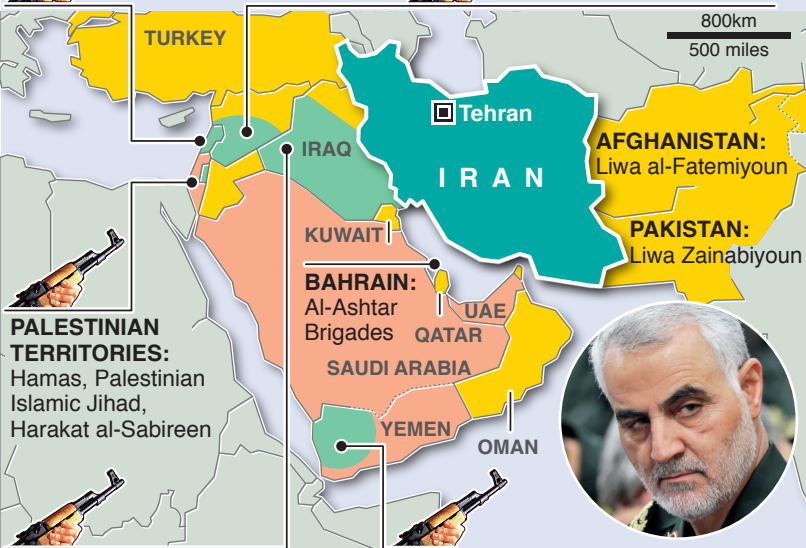 800km
500 miles
TURKEY
Tehran
IRAQ
IRAN
AFGHANISTAN:
Liwa al-Fatemiyoun
PAKISTAN:
Liwa Zainabiyoun
KUWAIT
BAHRAIN:
Al-Ashtar
Brigades
QATAR
UAE
SAUDI ARABIA
PALESTINIAN
TERRITORIES:
Hamas, Palestinian
Islamic Jihad,
Harakat al-Sabireen
YEMEN
OMAN